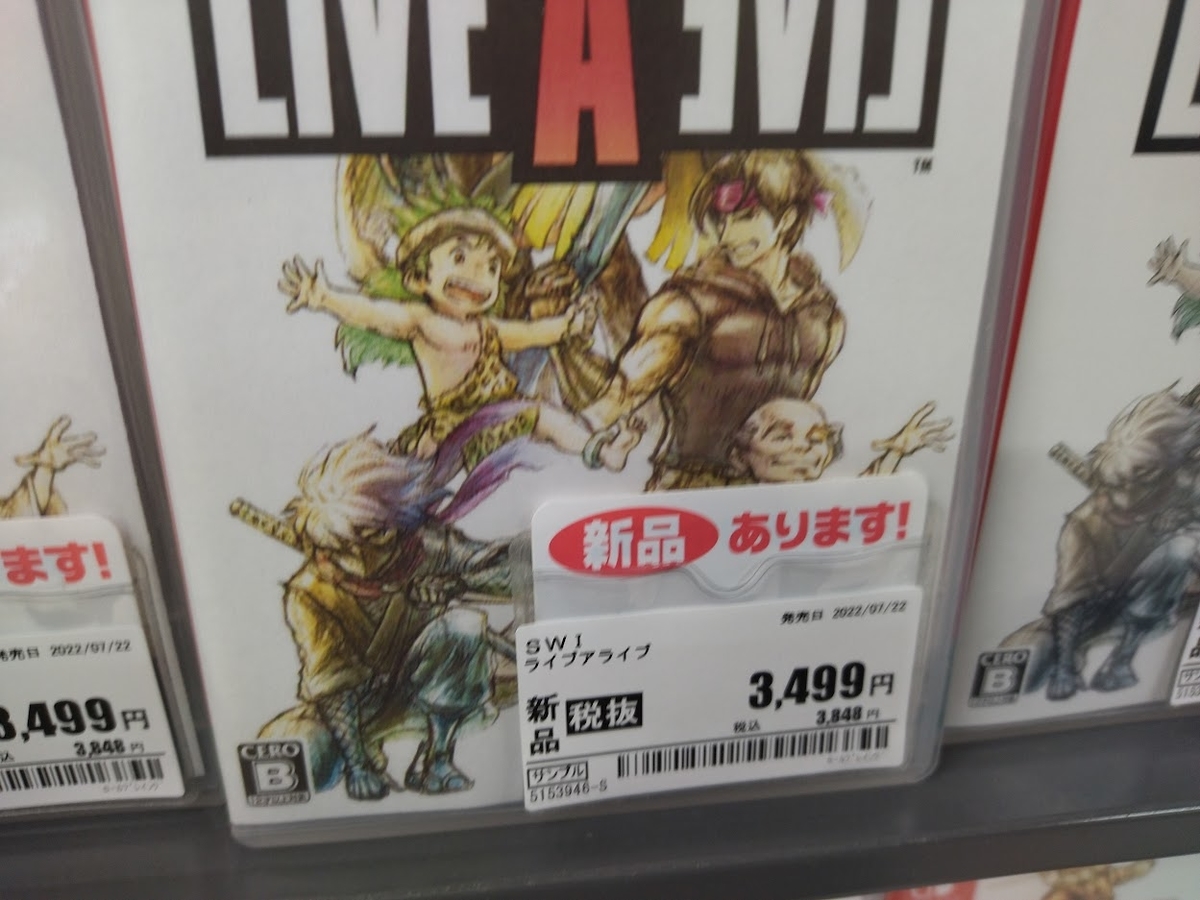 LIVE A LIVE
TM
新品 あります!
発売日 2022/07/22
SWI
ライブアライブ
新品 税抜 3,499円
税込 3,848円
サンプル
5153946-S
CERO
B
ます!
発売日 2022/07/22
3,499円
3,848円
CERO
B